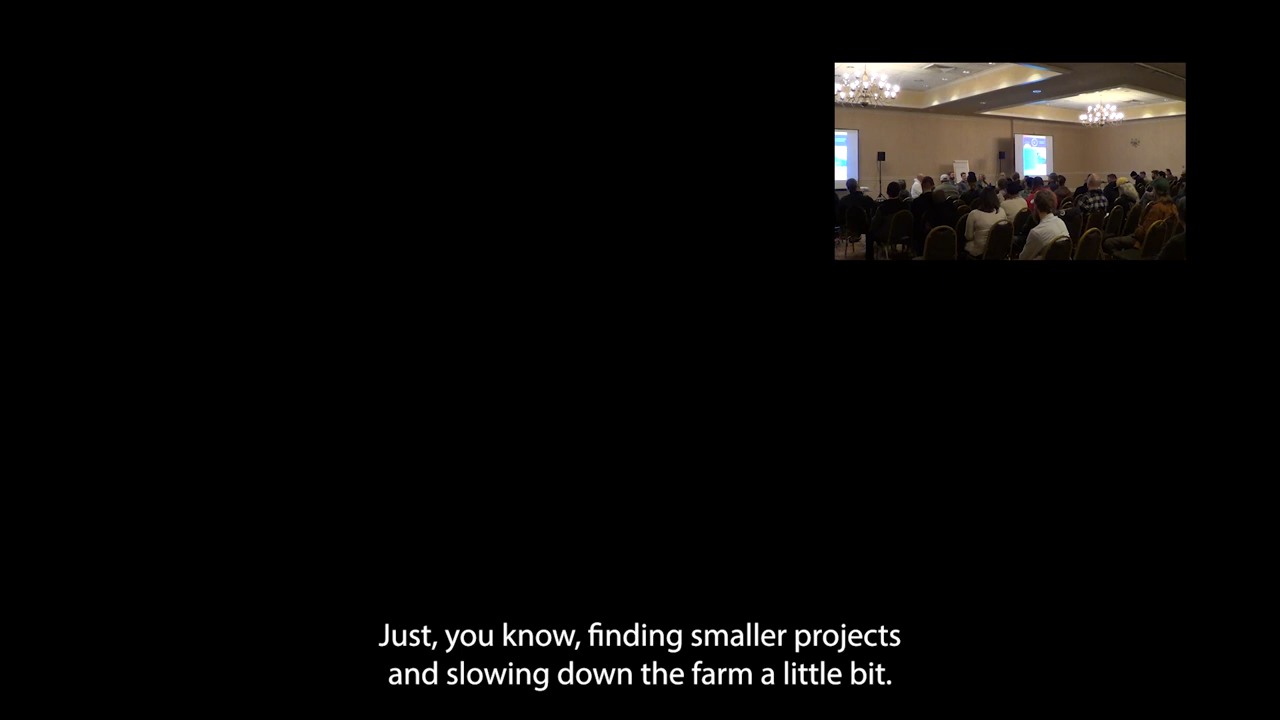 Just, you know, finding smaller projects
and slowing down the farm a little bit.